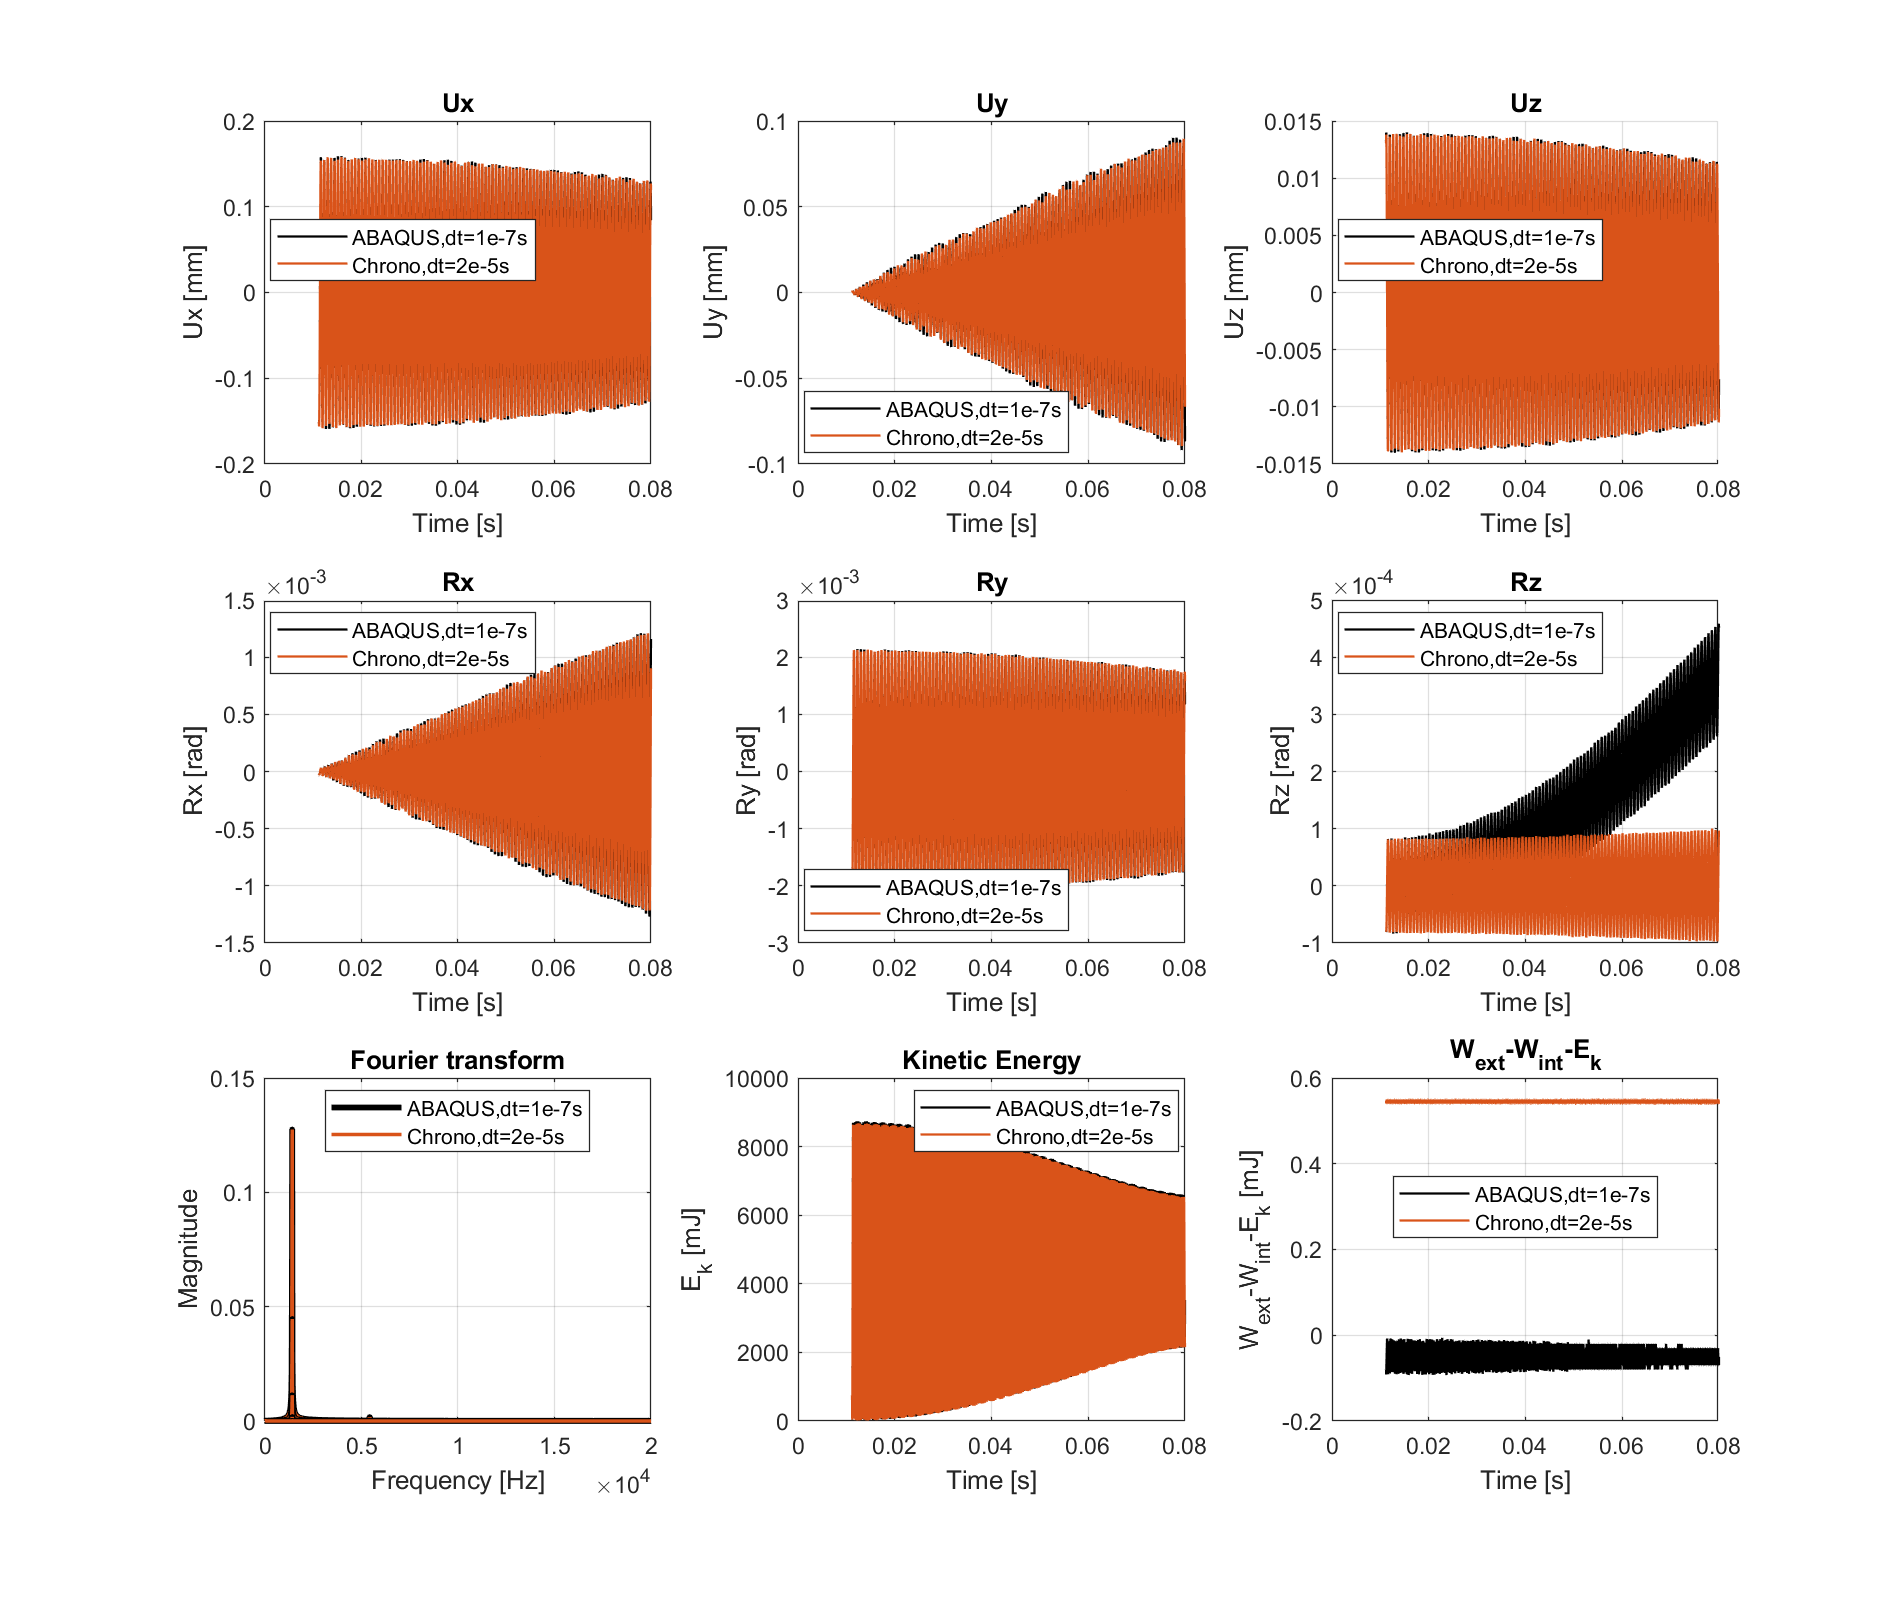 Ux
Uy
Uz
0.2
0.1
0
-0.1
-0.2
Ux [mm]
ABAQUS,dt=1e-7s
Chrono,dt=2e-5s
0
0.02
0.04
0.06
0.08
Time [s]
0.1
0.05
0
-0.05
-0.1
Uy [mm]
ABAQUS,dt=1e-7s
Chrono,dt=2e-5s
0
0.02
0.04
0.06
0.08
Time [s]
0.015
0.01
0.005
0
-0.005
-0.01
-0.015
Uz [mm]
ABAQUS,dt=1e-7s
Chrono,dt=2e-5s
0
0.02
0.04
0.06
0.08
Time [s]
×10-3
Rx
1.5
1
0.5
0
-0.5
-1
-1.5
Rx [rad]
ABAQUS,dt=1e-7s
Chrono,dt=2e-5s
0
0.02
0.04
0.06
0.08
Time [s]
×10-3
Ry
3
2
1
0
-1
-2
-3
Ry [rad]
ABAQUS,dt=1e-7s
Chrono,dt=2e-5s
0
0.02
0.04
0.06
0.08
Time [s]
×10-4
Rz
5
4
3
2
1
0
-1
Rz [rad]
ABAQUS,dt=1e-7s
Chrono,dt=2e-5s
0
0.02
0.04
0.06
0.08
Time [s]
Fourier transform
0.15
0.1
0.05
0
Magnitude
ABAQUS,dt=1e-7s
Chrono,dt=2e-5s
0
0.5
1
1.5
2
Frequency [Hz]
×104
Kinetic Energy
10000
8000
6000
4000
2000
0
Ek [mJ]
ABAQUS,dt=1e-7s
Chrono,dt=2e-5s
0
0.02
0.04
0.06
0.08
Time [s]
Wext-Wint-Ek
0.6
0.4
0.2
0
-0.2
Wext-Wint-Ek [mJ]
ABAQUS,dt=1e-7s
Chrono,dt=2e-5s
0
0.02
0.04
0.06
0.08
Time [s]